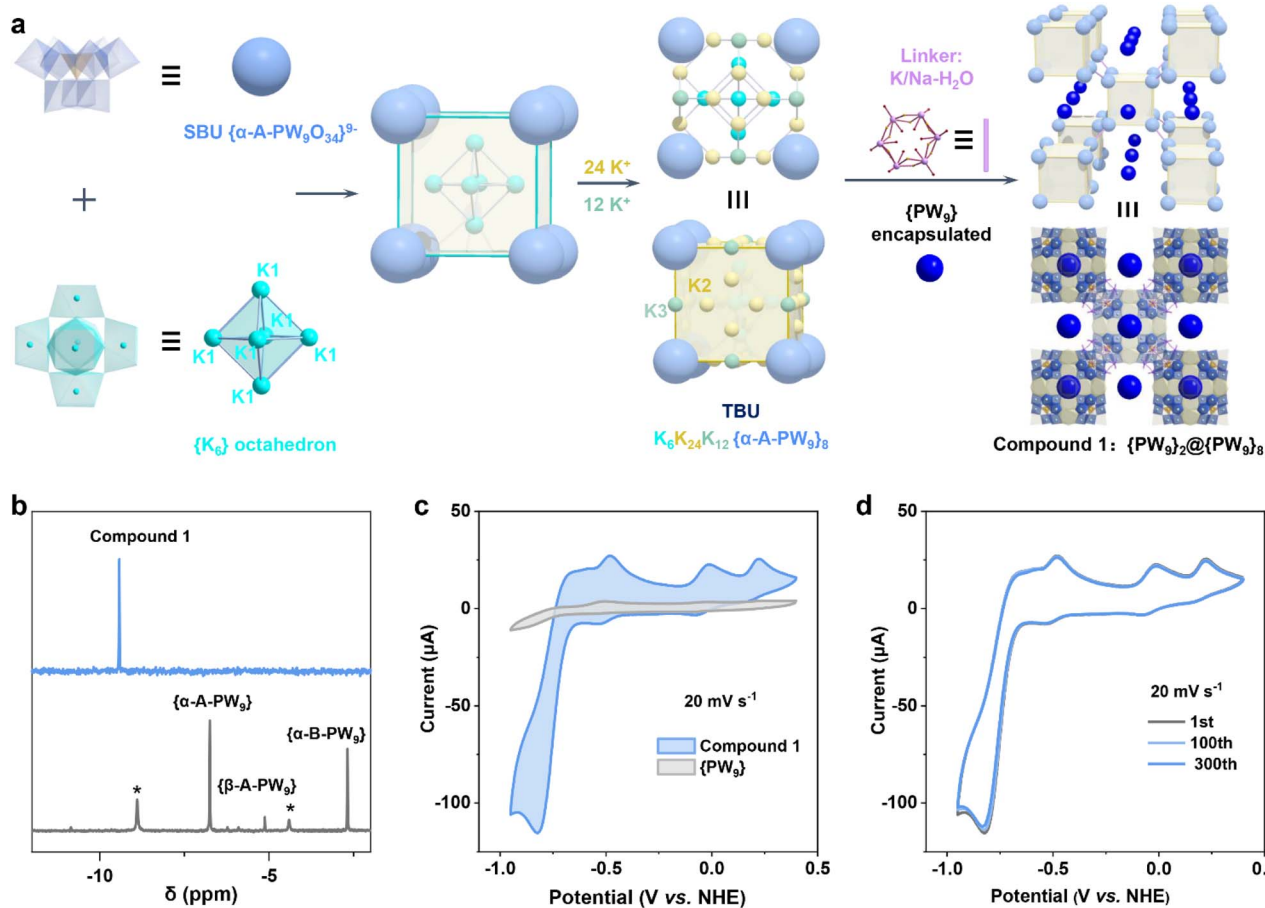 a
≡
SBU {α-A-PW₉O₃₄}⁹⁻
+
≡
K1
K1
K1
K1
K1
K1
{K₆} octahedron
24 K⁺
12 K⁺
≡
K2
K3
TBU
K₆K₂₄K₁₂{α-A-PW₉}₈
Linker:
K/Na-H₂O
≡
{PW₉}
encapsulated
≡
Compound 1: {PW₉}₂@{PW₉}₈
b
Compound 1
{α-A-PW₉}
{α-B-PW₉}
{β-A-PW₉}
*
*
-10
-5
δ (ppm)
c
50
0
-50
-100
Current (μA)
20 mV s⁻¹
Compound 1
{PW₉}
-1.0
-0.5
0.0
0.5
Potential (V vs. NHE)
d
50
0
-50
-100
Current (μA)
20 mV s⁻¹
1st
100th
300th
-1.0
-0.5
0.0
Potential (V vs. NHE)